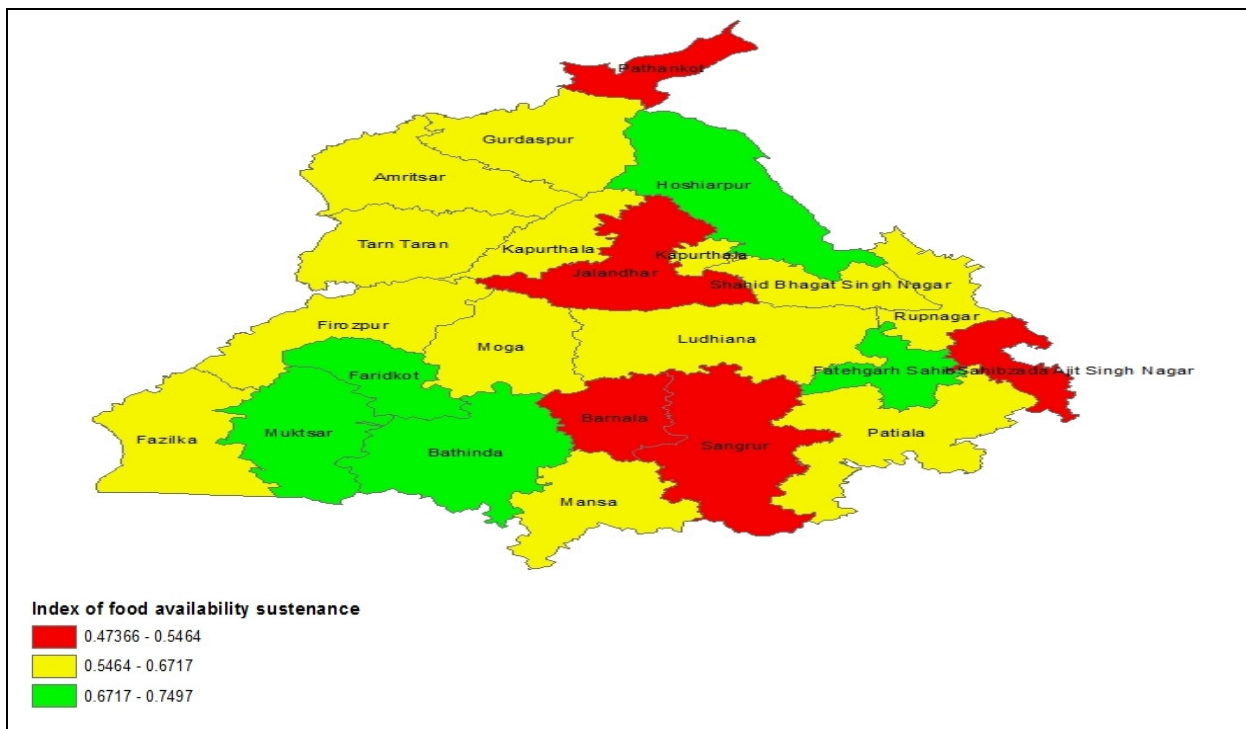 Pathankot
Gurdaspur
Amritsar
Hoshiarpur
Tarn Taran
Kapurthala
Kapurthala
Jalandhar
Shahid Bhagat Singh Nagar
Rupnagar
Firozpur
Ludhiana
Moga
Faridkot
Fatehgarh Sahib
Sahibzada Ajit Singh Nagar
Barnala
Muktsar
Patiala
Fazilka
Sangrur
Bathinda
Mansa
Index of food availability sustenance
0.47366 - 0.5464
0.5464 - 0.6717
0.6717 - 0.7497